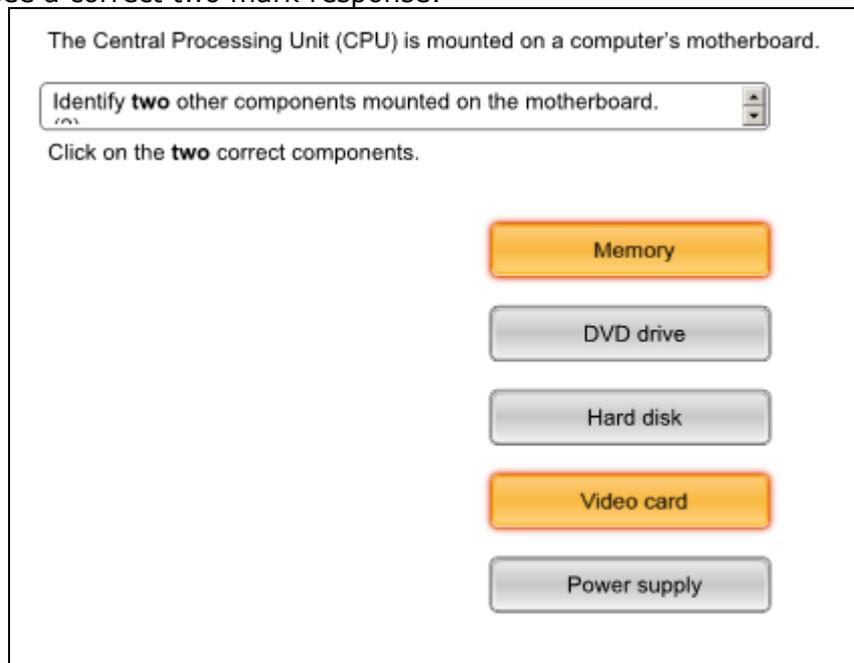 see a correct two mark response:
The Central Processing Unit (CPU) is mounted on a computer's motherboard.
Identify two other components mounted on the motherboard.
Click on the two correct components.
Memory
DVD drive
Hard disk
Video card
Power supply